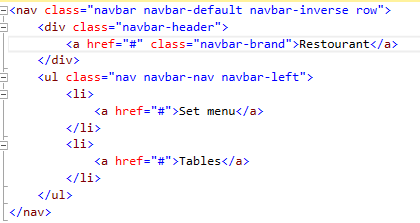 <nav class="navbar navbar-default navbar-inverse row">
<div class="navbar-header">
<a href="#" class="navbar-brand">Restourant</a>
</div>
<ul class="nav navbar-nav navbar-left">
<li>
<a href="#">Set menu</a>
</li>
<li>
<a href="#">Tables</a>
</li>
</ul>
</nav>